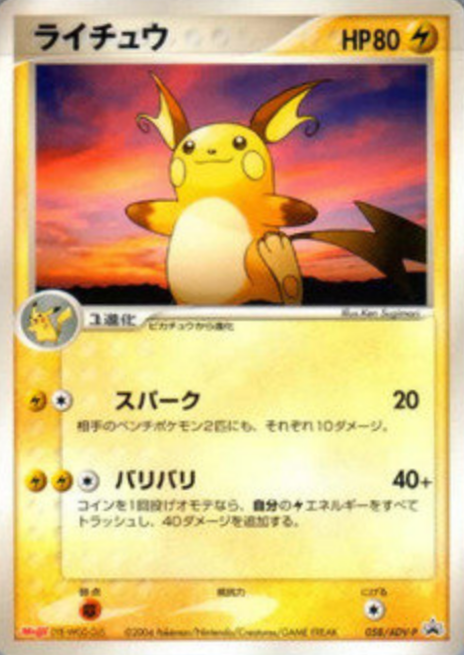 ライチュウ HP80
Illus. Ken Sugimori
1進化 ピカチュウから進化
スパーク 20
相手のベンチポケモン2匹にも、それぞれ10ダメージ。
バリバリ 40+
コインを1回投げオモテなら、自分のエネルギーをすべて
トラッシュし、40ダメージを追加する。
弱点 抵抗力 にげる
Meiji ©2004 Pokémon/Nintendo/Creatures/GAME FREAK 058/ADV-P